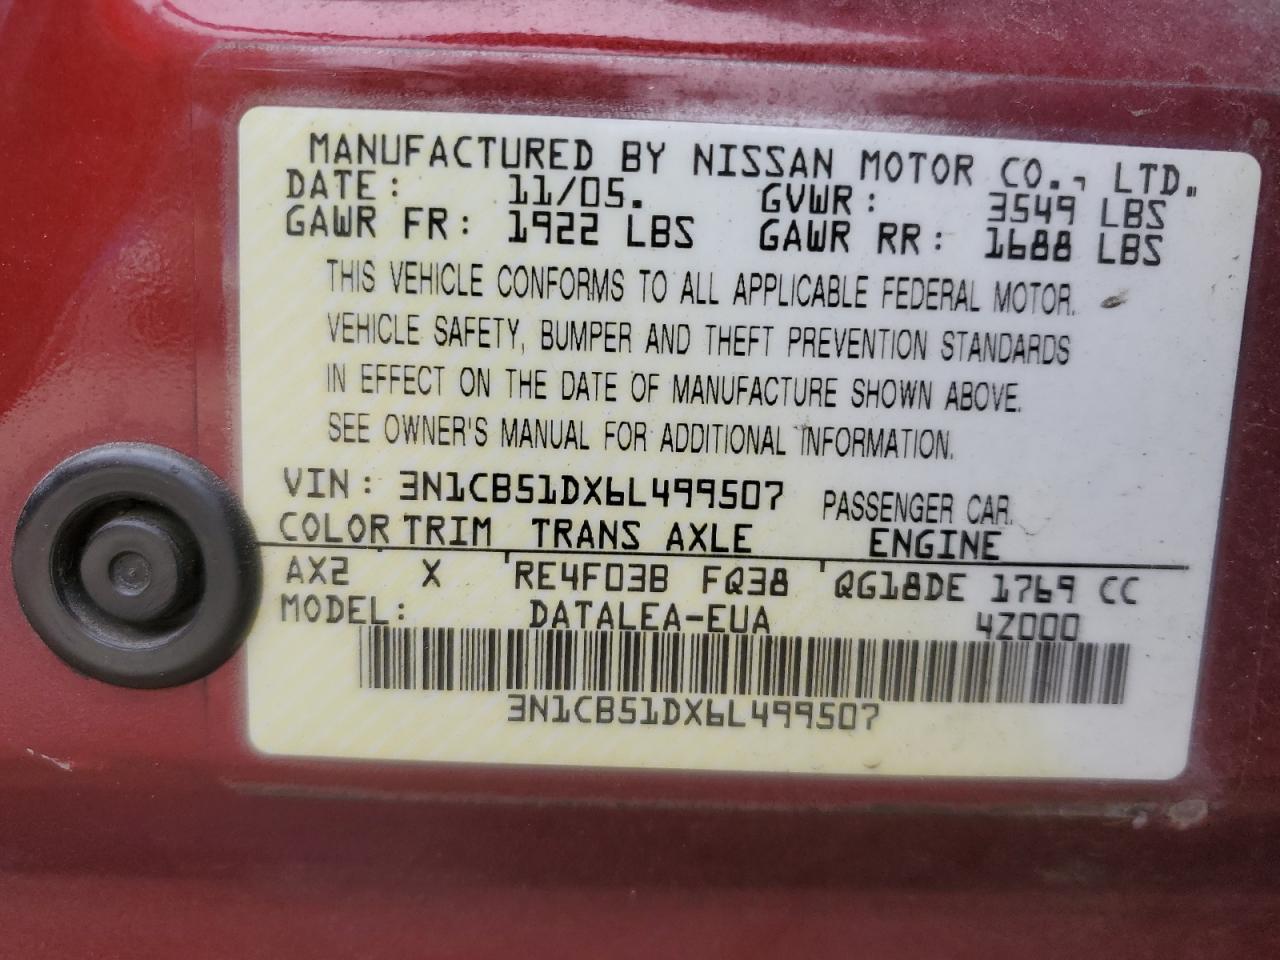 MANUFACTURED BY NISSAN MOTOR CO., LTD.
DATE: 11/05. GVWR: 3549 LBS
GAWR FR: 1922 LBS GAWR RR: 1688 LBS
THIS VEHICLE CONFORMS TO ALL APPLICABLE FEDERAL MOTOR
VEHICLE SAFETY, BUMPER AND THEFT PREVENTION STANDARDS
IN EFFECT ON THE DATE OF MANUFACTURE SHOWN ABOVE.
SEE OWNER'S MANUAL FOR ADDITIONAL INFORMATION.
VIN: 3N1CB51DX6L499507 PASSENGER CAR
COLOR TRIM TRANS AXLE ENGINE
AX2 X RE4F03B FQ38 QG18DE 1769 CC
MODEL: DATALEA-EUA 4Z000
3N1CB51DX6L499507